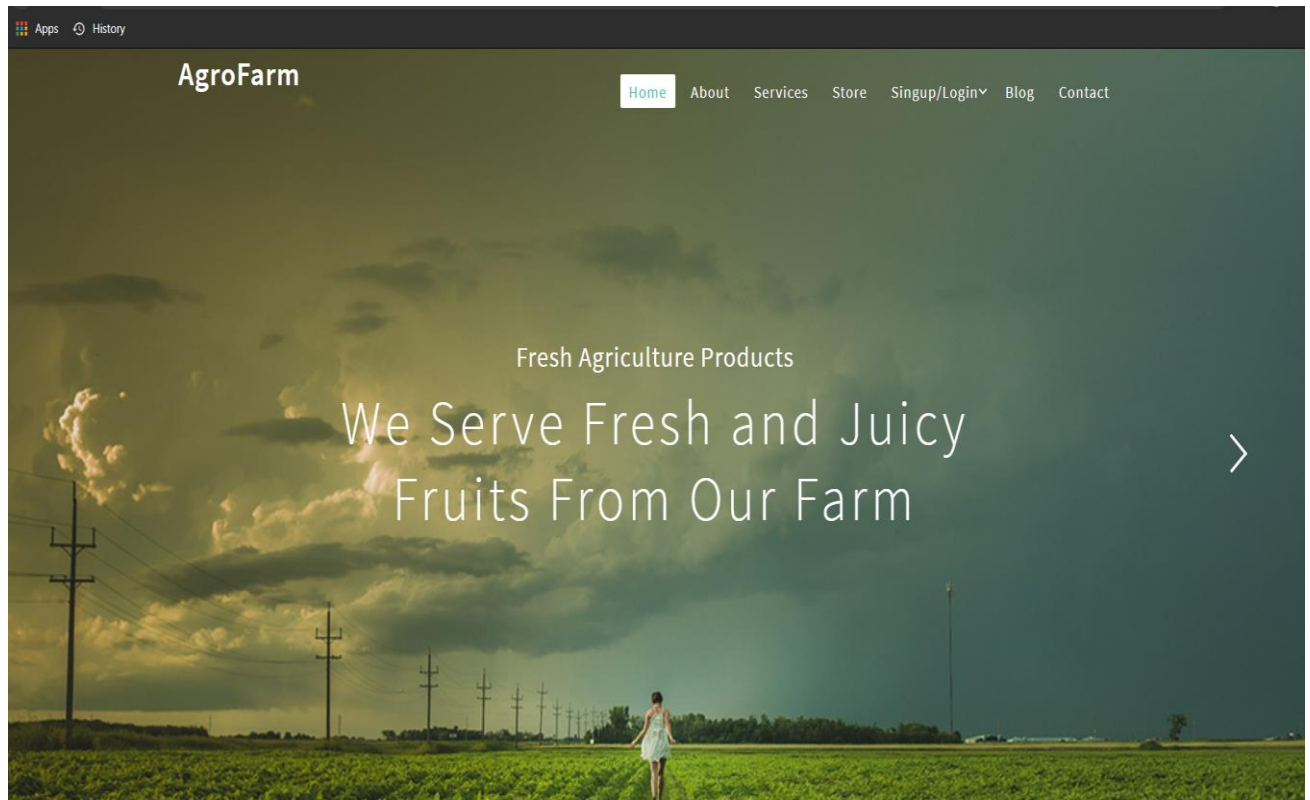 Apps History
AgroFarm
Home About Services Store Singup/Login Blog Contact
Fresh Agriculture Products
We Serve Fresh and Juicy
Fruits From Our Farm